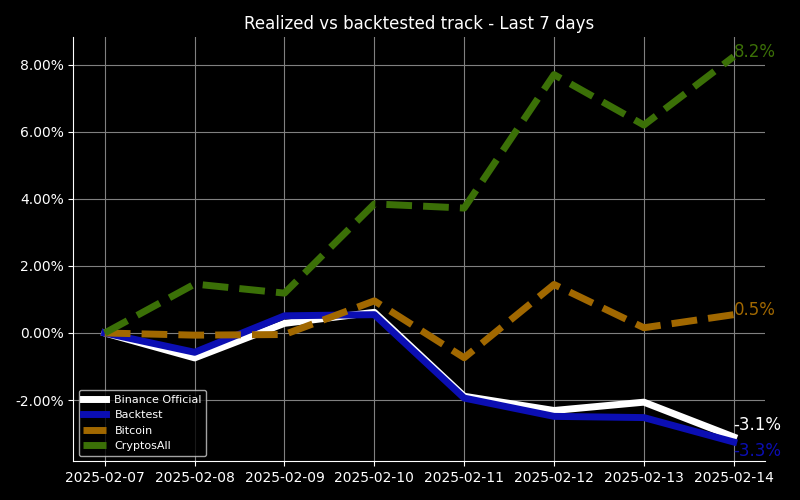 Realized vs backtested track - Last 7 days
8.00%
6.00%
4.00%
2.00%
0.00%
-2.00%
8.2%
0.5%
-3.1%
-3.3%
Binance Official
Backtest
Bitcoin
CryptosAll
2025-02-07 2025-02-08 2025-02-09 2025-02-10 2025-02-11 2025-02-12 2025-02-13 2025-02-14